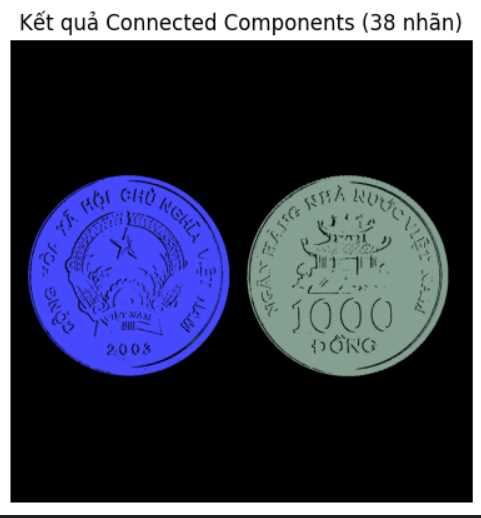 Kết quả Connected Components (38 nhãn)
CỘNG HÒA XÃ HỘI CHỦ NGHĨA VIỆT NAM
VIỆT NAM
2003
NGÂN HÀNG NHÀ NƯỚC VIỆT NAM
1000
ĐỒNG